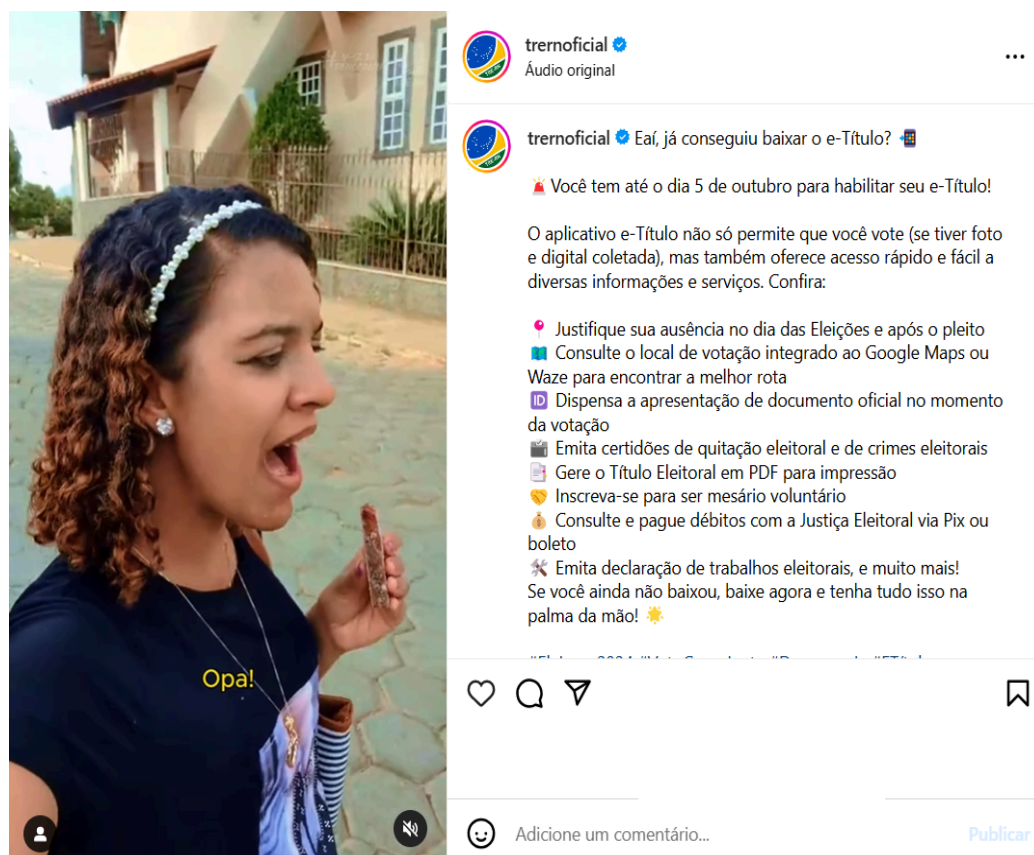 trernoficial
Áudio original
trernoficial Eaí, já conseguiu baixar o e-Título?
Você tem até o dia 5 de outubro para habilitar seu e-Título!
O aplicativo e-Título não só permite que você vote (se tiver foto
e digital coletada), mas também oferece acesso rápido e fácil a
diversas informações e serviços. Confira:
Justifique sua ausência no dia das Eleições e após o pleito
Consulte o local de votação integrado ao Google Maps ou
Waze para encontrar a melhor rota
ID Dispensa a apresentação de documento oficial no momento
da votação
Emita certidões de quitação eleitoral e de crimes eleitorais
Gere o Título Eleitoral em PDF para impressão
Inscreva-se para ser mesário voluntário
Consulte e pague débitos com a Justiça Eleitoral via Pix ou
boleto
Emita declaração de trabalhos eleitorais, e muito mais!
Se você ainda não baixou, baixe agora e tenha tudo isso na
palma da mão!
Opa!
Adicione um comentário...
Publicar